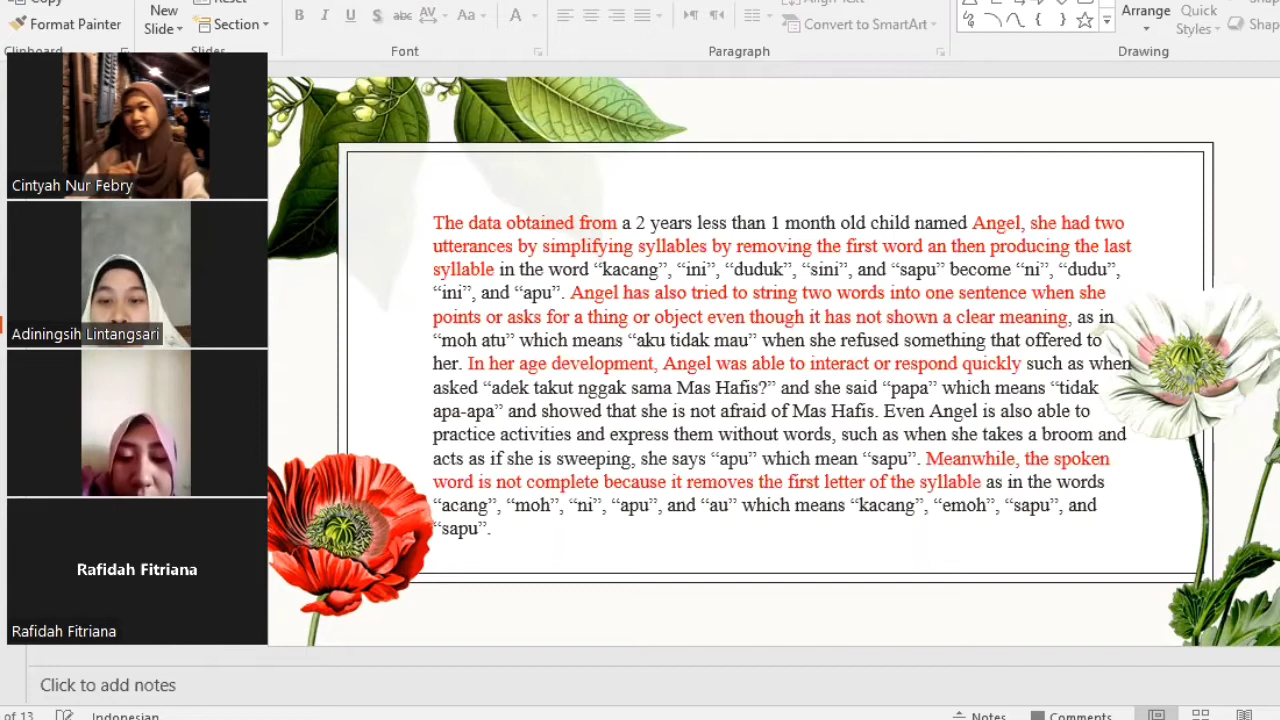 Copy
Reset
Format Painter
New
Slide
Section
B I U S abc AV Aa A
Align Text
Convert to SmartArt
Arrange
Quick
Styles
Shap
Shap
Clipboard
Slides
Font
Paragraph
Drawing
Cintyah Nur Febry
Adiningsih Lintangsari
Rafidah Fitriana
Rafidah Fitriana
The data obtained from a 2 years less than 1 month old child named Angel, she had two
utterances by simplifying syllables by removing the first word an then producing the last
syllable in the word “kacang”, “ini”, “duduk”, “sini”, and “sapu” become “ni”, “dudu”,
“ini”, and “apu”. Angel has also tried to string two words into one sentence when she
points or asks for a thing or object even though it has not shown a clear meaning, as in
“moh atu” which means “aku tidak mau” when she refused something that offered to
her. In her age development, Angel was able to interact or respond quickly such as when
asked “adek takut nggak sama Mas Hafis?” and she said “papa” which means “tidak
apa-apa” and showed that she is not afraid of Mas Hafis. Even Angel is also able to
practice activities and express them without words, such as when she takes a broom and
acts as if she is sweeping, she says “apu” which mean “sapu”. Meanwhile, the spoken
word is not complete because it removes the first letter of the syllable as in the words
“acang”, “moh”, “ni”, “apu”, and “au” which means “kacang”, “emoh”, “sapu”, and
“sapu”.
Click to add notes
of 13
Indonesian
Notes
Comments